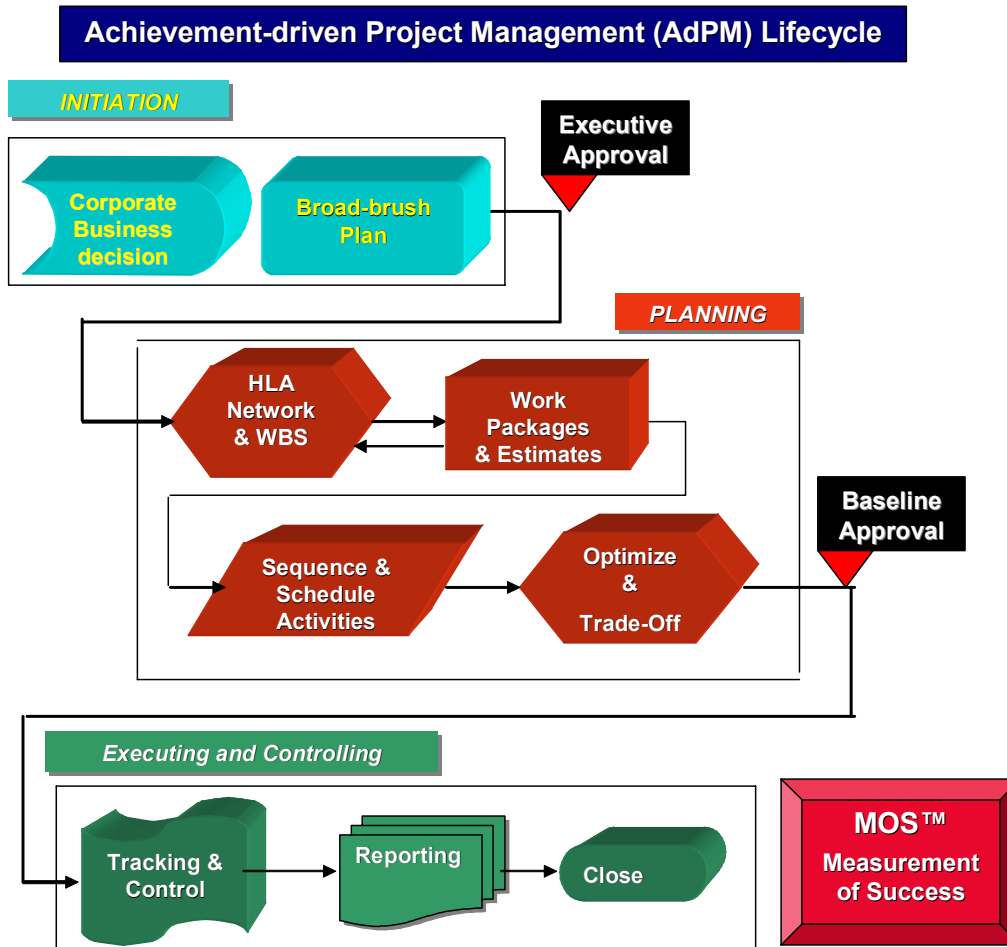 Achievement-driven Project Management (AdPM) Lifecycle
INITIATION
Executive
Approval
Corporate
Business
decision
Broad-brush
Plan
PLANNING
HLA
Network
& WBS
Work
Packages
& Estimates
Baseline
Approval
Sequence &
Schedule
Activities
Optimize
&
Trade-Off
Executing and Controlling
Tracking &
Control
Reporting
Close
MOS™
Measurement
of Success